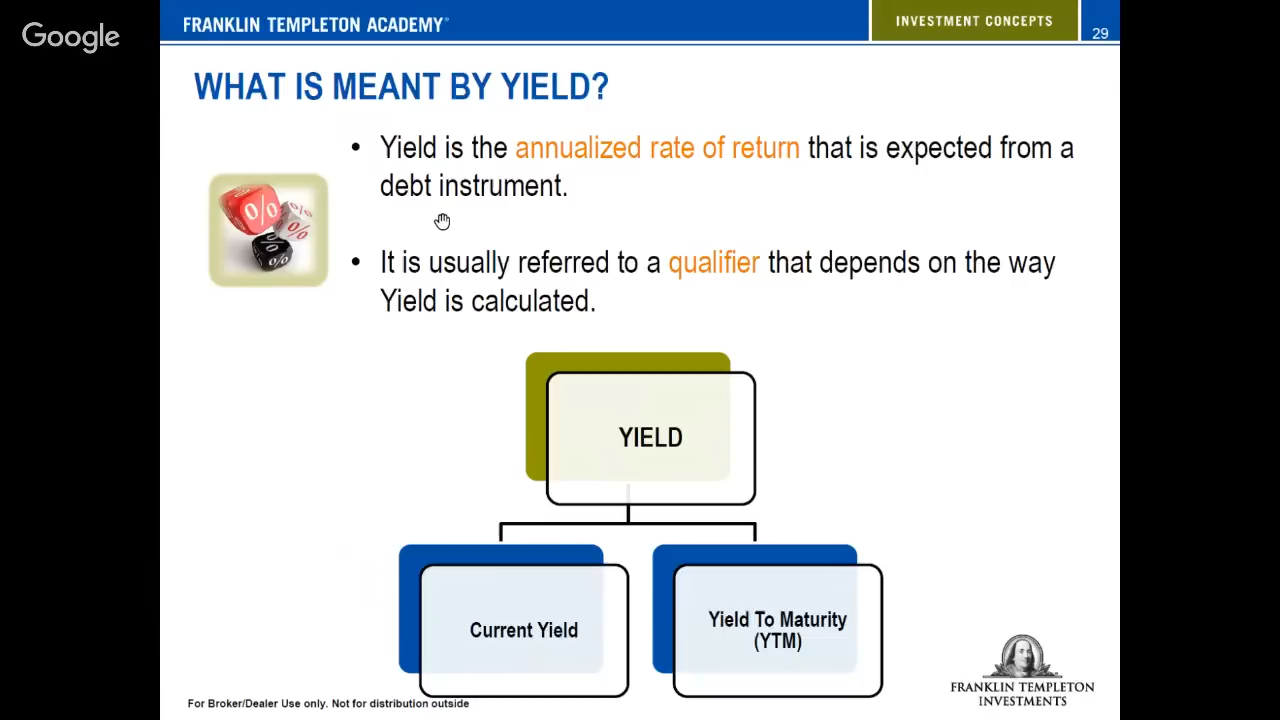 Google
FRANKLIN TEMPLETON ACADEMY
INVESTMENT CONCEPTS
29
WHAT IS MEANT BY YIELD?
• Yield is the annualized rate of return that is expected from a
debt instrument.
• It is usually referred to a qualifier that depends on the way
Yield is calculated.
%
%
%
%
%
%
YIELD
Current Yield
Yield To Maturity
(YTM)
For Broker/Dealer Use only. Not for distribution outside
FRANKLIN TEMPLETON
INVESTMENTS